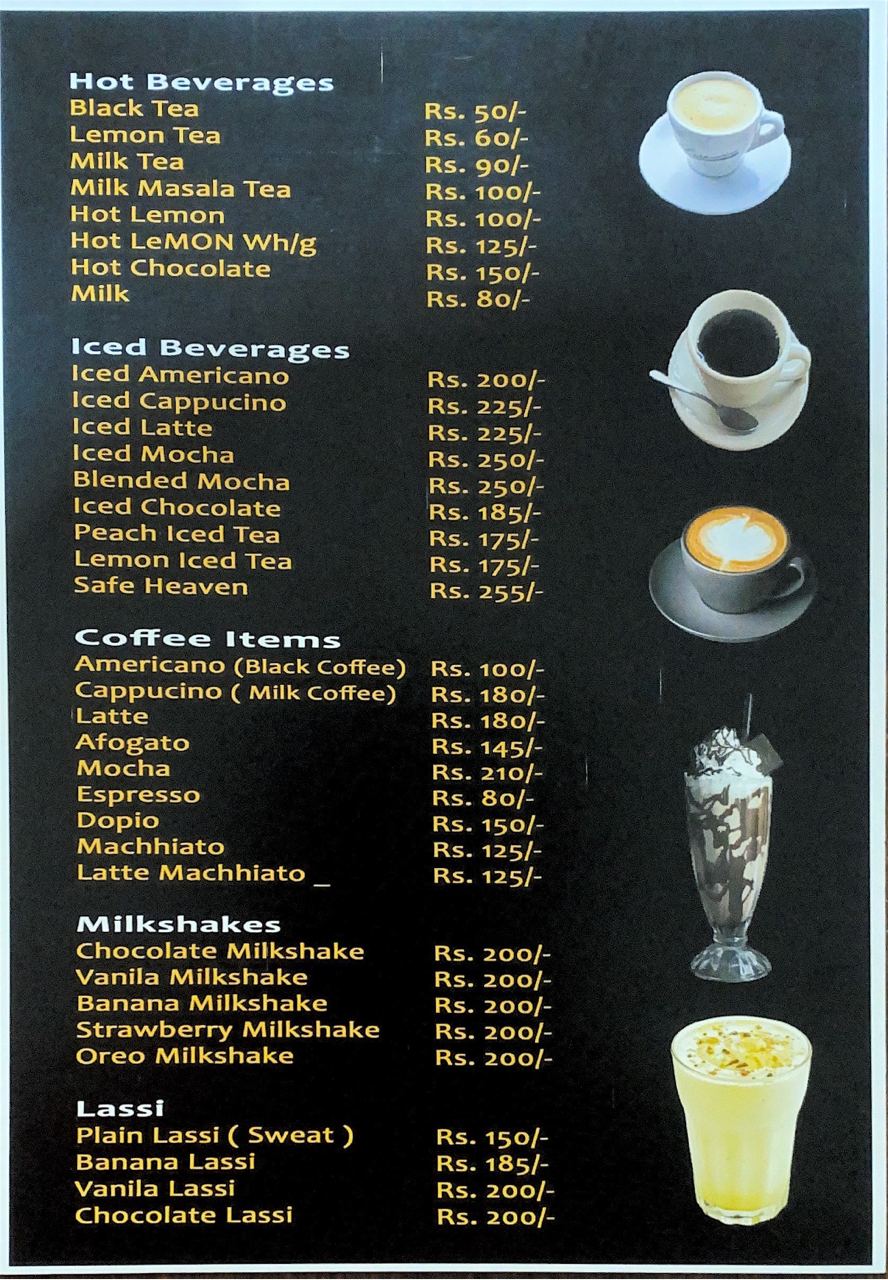 Hot Beverages
Black Tea Rs. 50/-
Lemon Tea Rs. 60/-
Milk Tea Rs. 90/-
Milk Masala Tea Rs. 100/-
Hot Lemon Rs. 100/-
Hot LeMON Wh/g Rs. 125/-
Hot Chocolate Rs. 150/-
Milk Rs. 80/-
Iced Beverages
Iced Americano Rs. 200/-
Iced Cappucino Rs. 225/-
Iced Latte Rs. 225/-
Iced Mocha Rs. 250/-
Blended Mocha Rs. 250/-
Iced Chocolate Rs. 185/-
Peach Iced Tea Rs. 175/-
Lemon Iced Tea Rs. 175/-
Safe Heaven Rs. 255/-
Coffee Items
Americano (Black Coffee) Rs. 100/-
Cappucino ( Milk Coffee) Rs. 180/-
Latte Rs. 180/-
Afogato Rs. 145/-
Mocha Rs. 210/-
Espresso Rs. 80/-
Dopio Rs. 150/-
Machhiato Rs. 125/-
Latte Machhiato _ Rs. 125/-
Milkshakes
Chocolate Milkshake Rs. 200/-
Vanila Milkshake Rs. 200/-
Banana Milkshake Rs. 200/-
Strawberry Milkshake Rs. 200/-
Oreo Milkshake Rs. 200/-
Lassi
Plain Lassi ( Sweat ) Rs. 150/-
Banana Lassi Rs. 185/-
Vanila Lassi Rs. 200/-
Chocolate Lassi Rs. 200/-